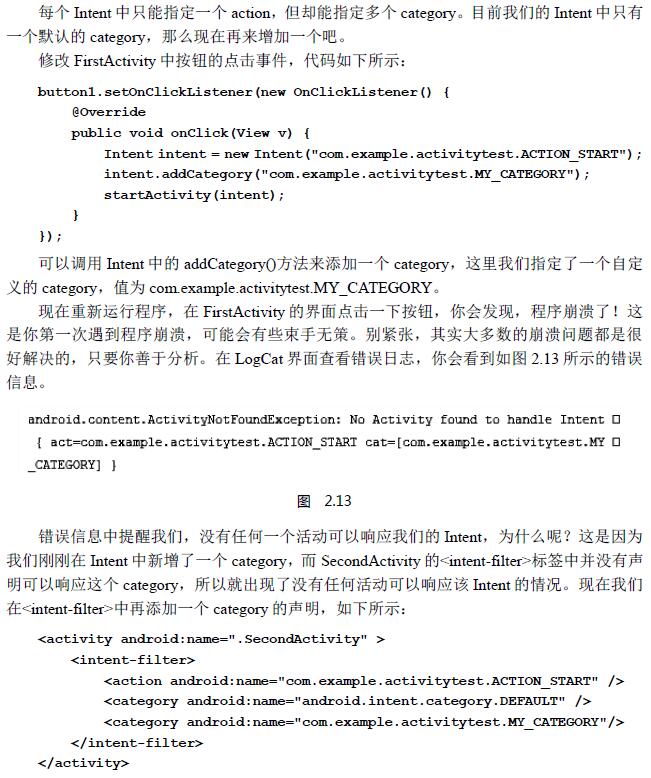 每个 Intent 中只能指定一个 action，但却能指定多个 category。目前我们的 Intent 中只有
一个默认的 category，那么现在再来增加一个吧。
修改 FirstActivity 中按钮的点击事件，代码如下所示：
button1.setOnClickListener(new OnClickListener() {
@Override
public void onClick(View v) {
Intent intent = new Intent("com.example.activitytest.ACTION_START");
intent.addCategory("com.example.activitytest.MY_CATEGORY");
startActivity(intent);
}
});
可以调用 Intent 中的 addCategory()方法来添加一个 category，这里我们指定了一个自定
义的 category，值为 com.example.activitytest.MY_CATEGORY。
现在重新运行程序，在 FirstActivity 的界面点击一下按钮，你会发现，程序崩溃了！这
是你第一次遇到程序崩溃，可能会有些束手无策。别紧张，其实大多数的崩溃问题都是很
好解决的，只要你善于分析。在 LogCat 界面查看错误日志，你会看到如图 2.13 所示的错误
信息。
android.content.ActivityNotFoundException: No Activity found to handle Intent □
{ act=com.example.activitytest.ACTION_START cat=[com.example.activitytest.MY □
_CATEGORY] }
图 2.13
错误信息中提醒我们，没有任何一个活动可以响应我们的 Intent，为什么呢？这是因为
我们刚刚在 Intent 中新增了一个 category，而 SecondActivity 的<intent-filter>标签中并没有声
明可以响应这个 category，所以就出现了没有任何活动可以响应该 Intent 的情况。现在我们
在<intent-filter>中再添加一个 category 的声明，如下所示：
<activity android:name=".SecondActivity" >
<intent-filter>
<action android:name="com.example.activitytest.ACTION_START" />
<category android:name="android.intent.category.DEFAULT" />
<category android:name="com.example.activitytest.MY_CATEGORY"/>
</intent-filter>
</activity>